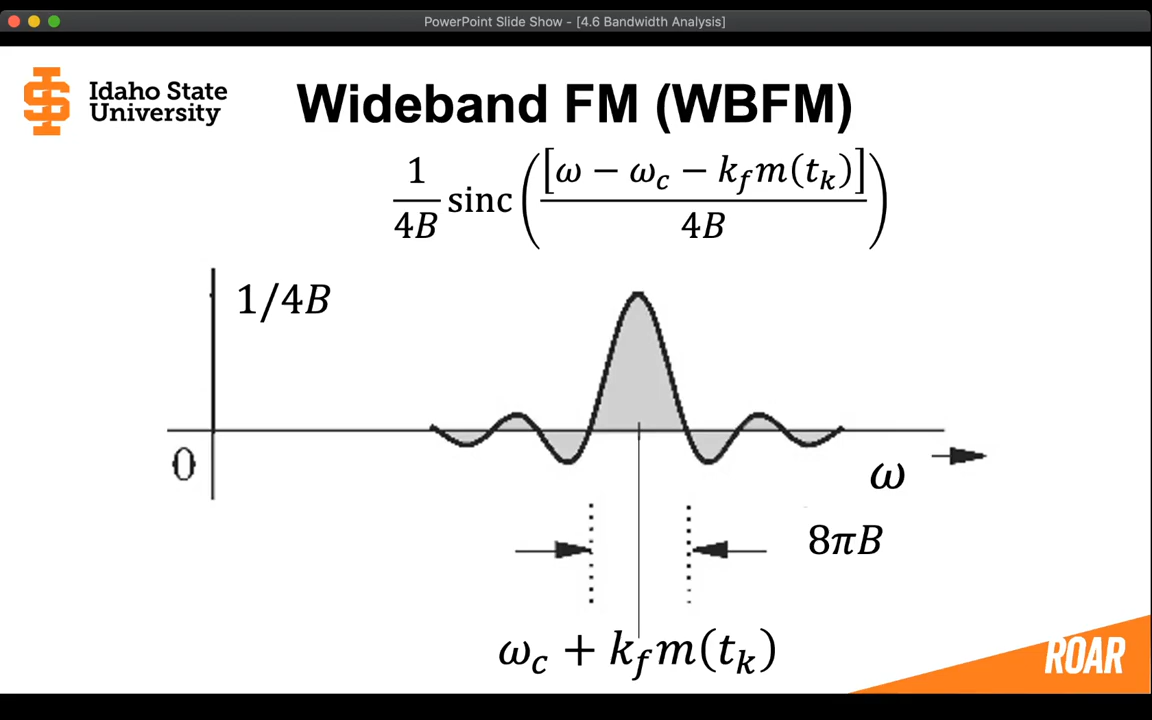 PowerPoint Slide Show - [4.6 Bandwidth Analysis]
Idaho State
University
Wideband FM (WBFM)
1/4B sinc([ω − ω_c − k_f m(t_k)]/4B)
1/4B
0
ω
8πB
ω_c + k_f m(t_k)
ROAR